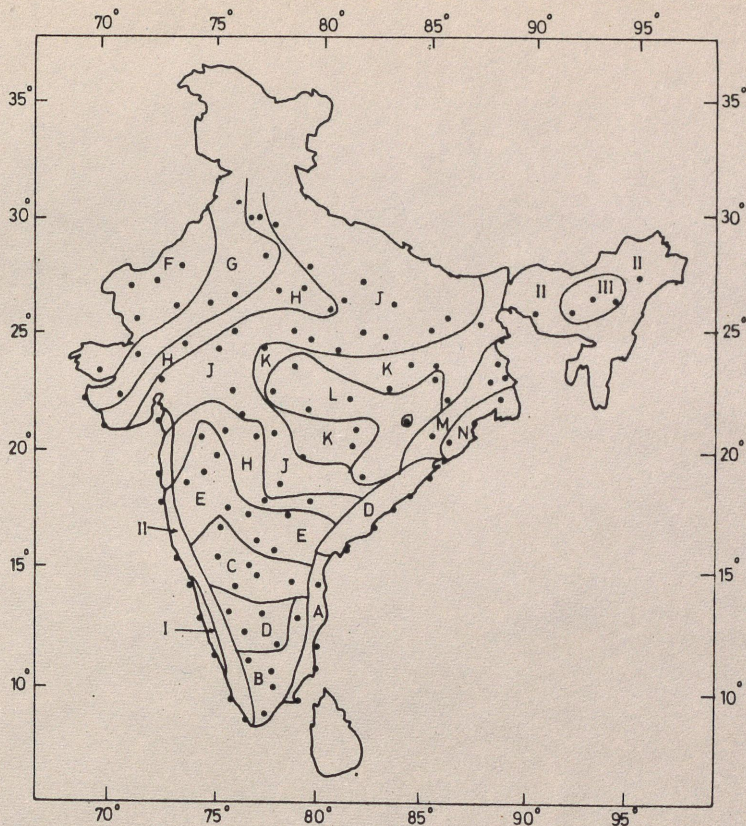 70° 75° 80° 85° 90° 95°
35° 35°
30° 30°
F G II
H J II III
25° 25°
H K
J K
L
M
K N
20° 20°
H J
E D
II E
C
15° 15°
A
I D
B
10° 10°
70° 75° 80° 85° 90° 95°